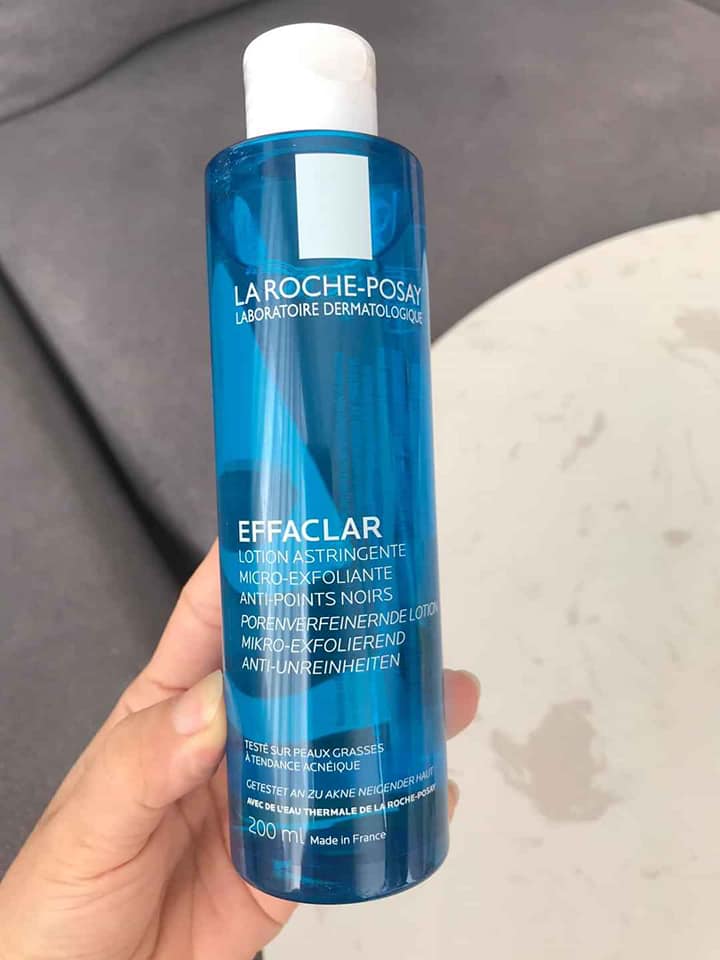 LA ROCHE-POSAY
LABORATOIRE DERMATOLOGIQUE
EFFACLAR
LOTION ASTRINGENTE
MICRO-EXFOLIANTE
ANTI-POINTS NOIRS
PORENVERFEINERNDE LOTION
MIKRO-EXFOLIEREND
ANTI-UNREINHEITEN
TESTÉ SUR PEAUX GRASSES
À TENDANCE ACNÉIQUE
GETESTET AN ZU AKNE NEIGENDER HAUT
AVEC DE L'EAU THERMALE DE LA ROCHE-POSAY
200 ml Made in France